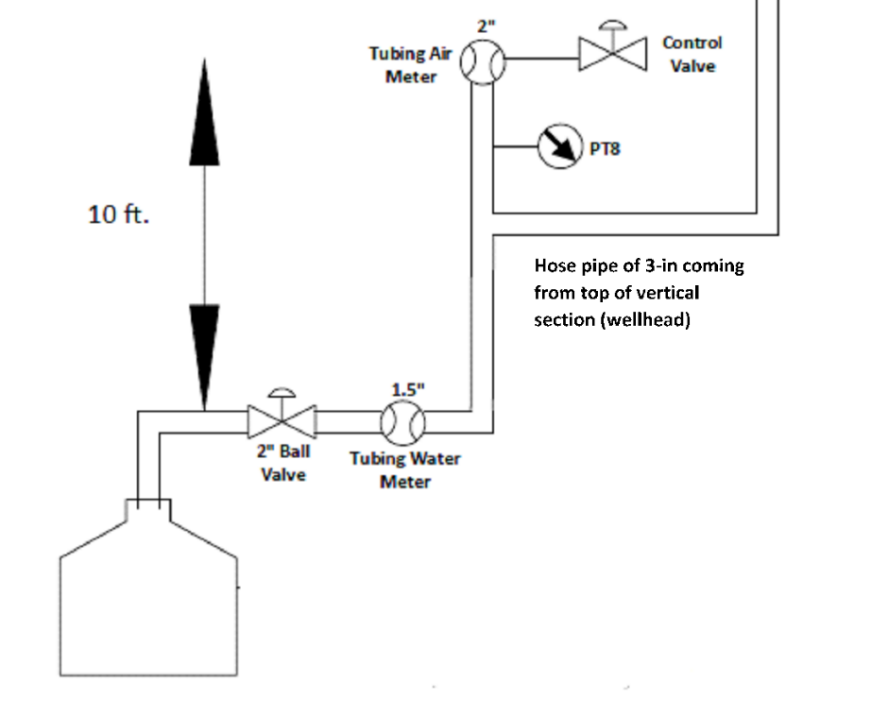 2"
Tubing Air
Meter
Control
Valve
PT8
10 ft.
Hose pipe of 3-in coming
from top of vertical
section (wellhead)
1.5"
2" Ball
Valve
Tubing Water
Meter